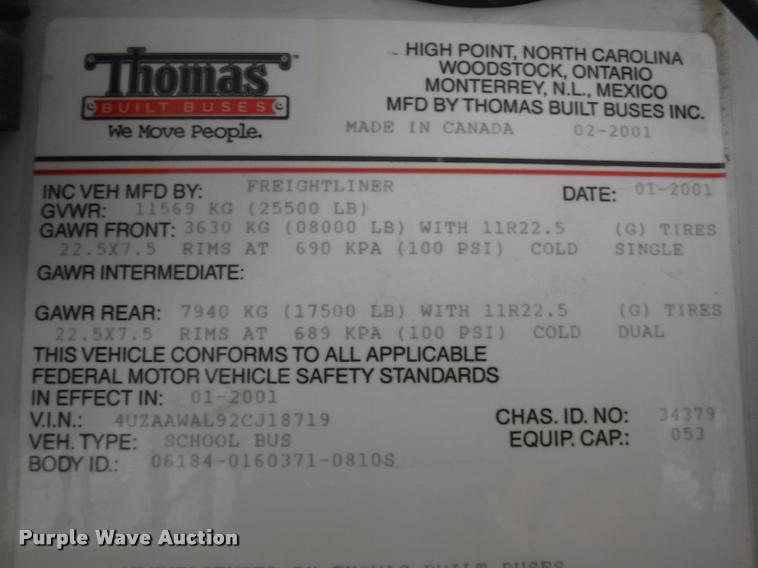 Thomas™
BUILT BUSES
We Move People.
HIGH POINT, NORTH CAROLINA
WOODSTOCK, ONTARIO
MONTERREY, N.L., MEXICO
MFD BY THOMAS BUILT BUSES INC.
MADE IN CANADA 02-2001
INC VEH MFD BY: FREIGHTLINER DATE: 01-2001
GVWR: 11569 KG (25500 LB)
GAWR FRONT: 3630 KG (08000 LB) WITH 11R22.5 (G) TIRES
22.5X7.5 RIMS AT 690 KPA (100 PSI) COLD SINGLE
GAWR INTERMEDIATE:
GAWR REAR: 7940 KG (17500 LB) WITH 11R22.5 (G) TIRES
22.5X7.5 RIMS AT 689 KPA (100 PSI) COLD DUAL
THIS VEHICLE CONFORMS TO ALL APPLICABLE
FEDERAL MOTOR VEHICLE SAFETY STANDARDS
IN EFFECT IN: 01-2001
V.I.N.: 4UZAAWAL92CJ18719 CHAS. ID. NO: 34379
VEH. TYPE: SCHOOL BUS EQUIP. CAP.: 053
BODY ID.: 06184-0160371-0810S
Purple Wave Auction
THOMAS BUILT BUSES